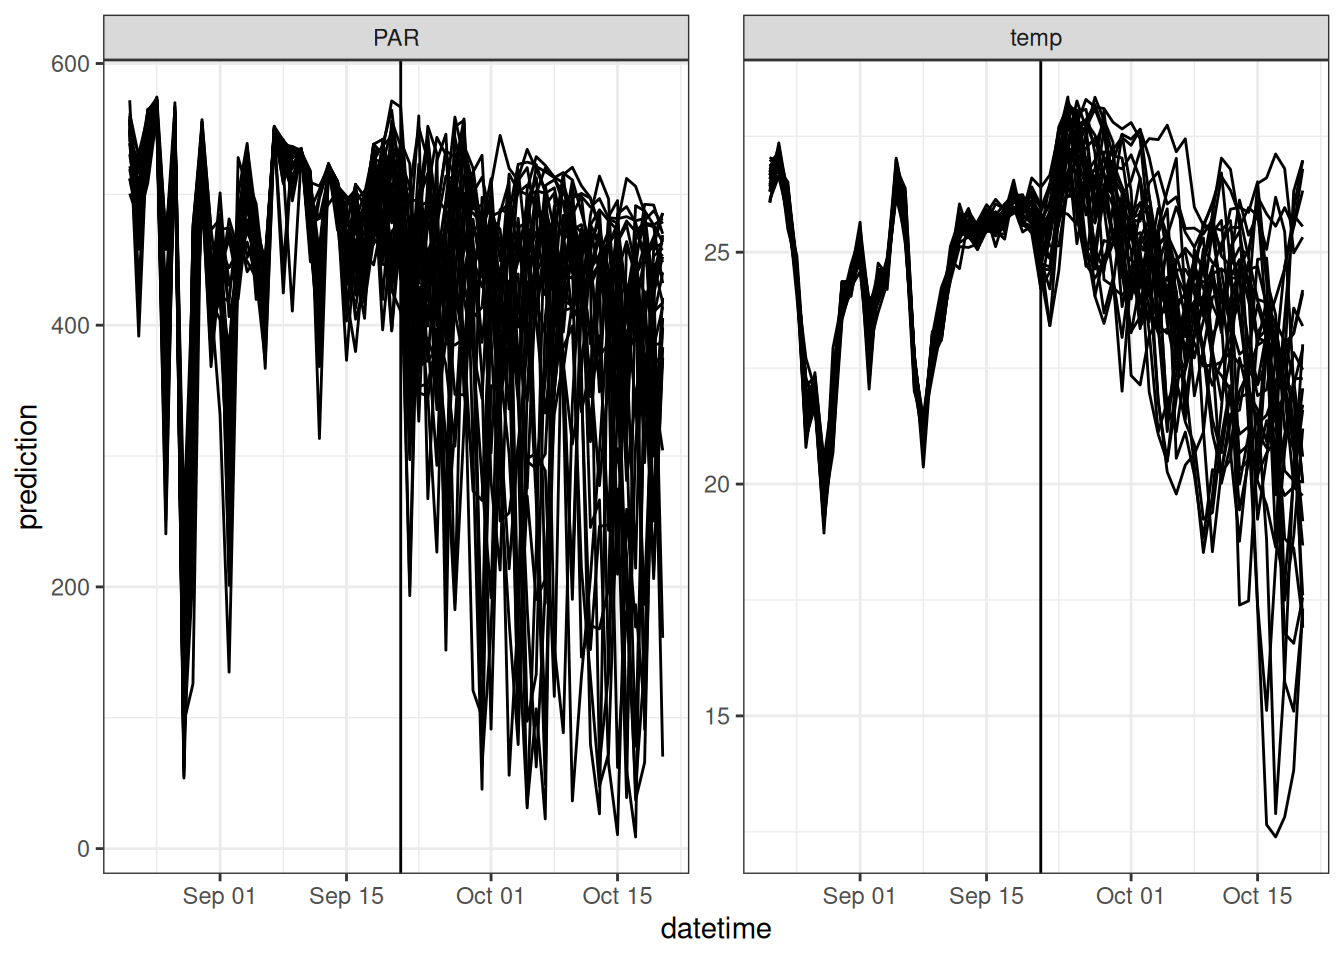 PAR
temp
600
400
200
0
25
20
15
Sep 01
Sep 15
Oct 01
Oct 15
Sep 01
Sep 15
Oct 01
Oct 15
prediction
datetime